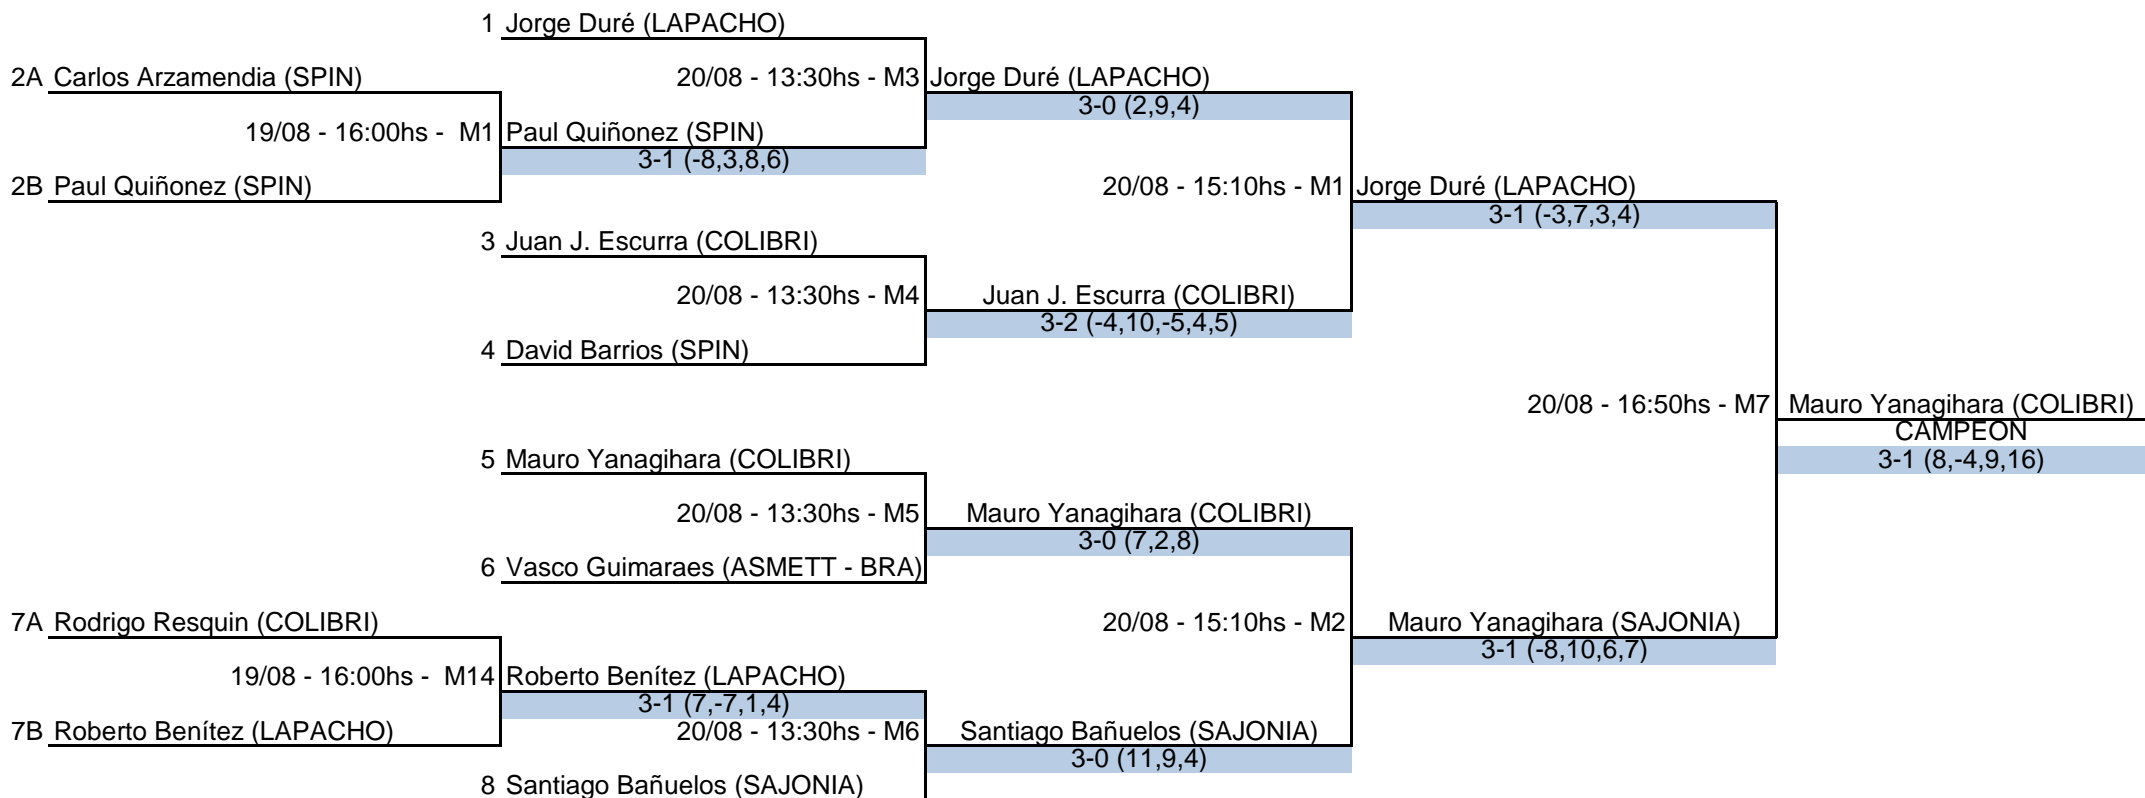 1 Jorge Duré (LAPACHO)
2A Carlos Arzamendia (SPIN) 20/08 - 13:30hs - M3 Jorge Duré (LAPACHO)
3-0 (2,9,4)
19/08 - 16:00hs - M1 Paul Quiñonez (SPIN)
3-1 (-8,3,8,6)
2B Paul Quiñonez (SPIN) 20/08 - 15:10hs - M1 Jorge Duré (LAPACHO)
3-1 (-3,7,3,4)
3 Juan J. Escurra (COLIBRI)
20/08 - 13:30hs - M4 Juan J. Escurra (COLIBRI)
3-2 (-4,10,-5,4,5)
4 David Barrios (SPIN)
20/08 - 16:50hs - M7 Mauro Yanagihara (COLIBRI)
CAMPEON
5 Mauro Yanagihara (COLIBRI) 3-1 (8,-4,9,16)
20/08 - 13:30hs - M5 Mauro Yanagihara (COLIBRI)
3-0 (7,2,8)
6 Vasco Guimaraes (ASMETT - BRA)
7A Rodrigo Resquin (COLIBRI) 20/08 - 15:10hs - M2 Mauro Yanagihara (SAJONIA)
3-1 (-8,10,6,7)
19/08 - 16:00hs - M14 Roberto Benítez (LAPACHO)
3-1 (7,-7,1,4)
7B Roberto Benítez (LAPACHO) 20/08 - 13:30hs - M6 Santiago Bañuelos (SAJONIA)
3-0 (11,9,4)
8 Santiago Bañuelos (SAJONIA)